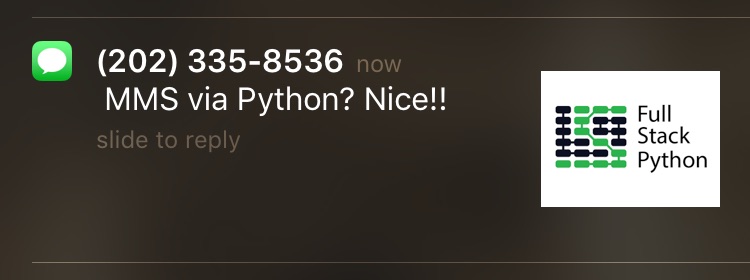 (202) 335-8536 now
MMS via Python? Nice!!
slide to reply
Full
Stack
Python